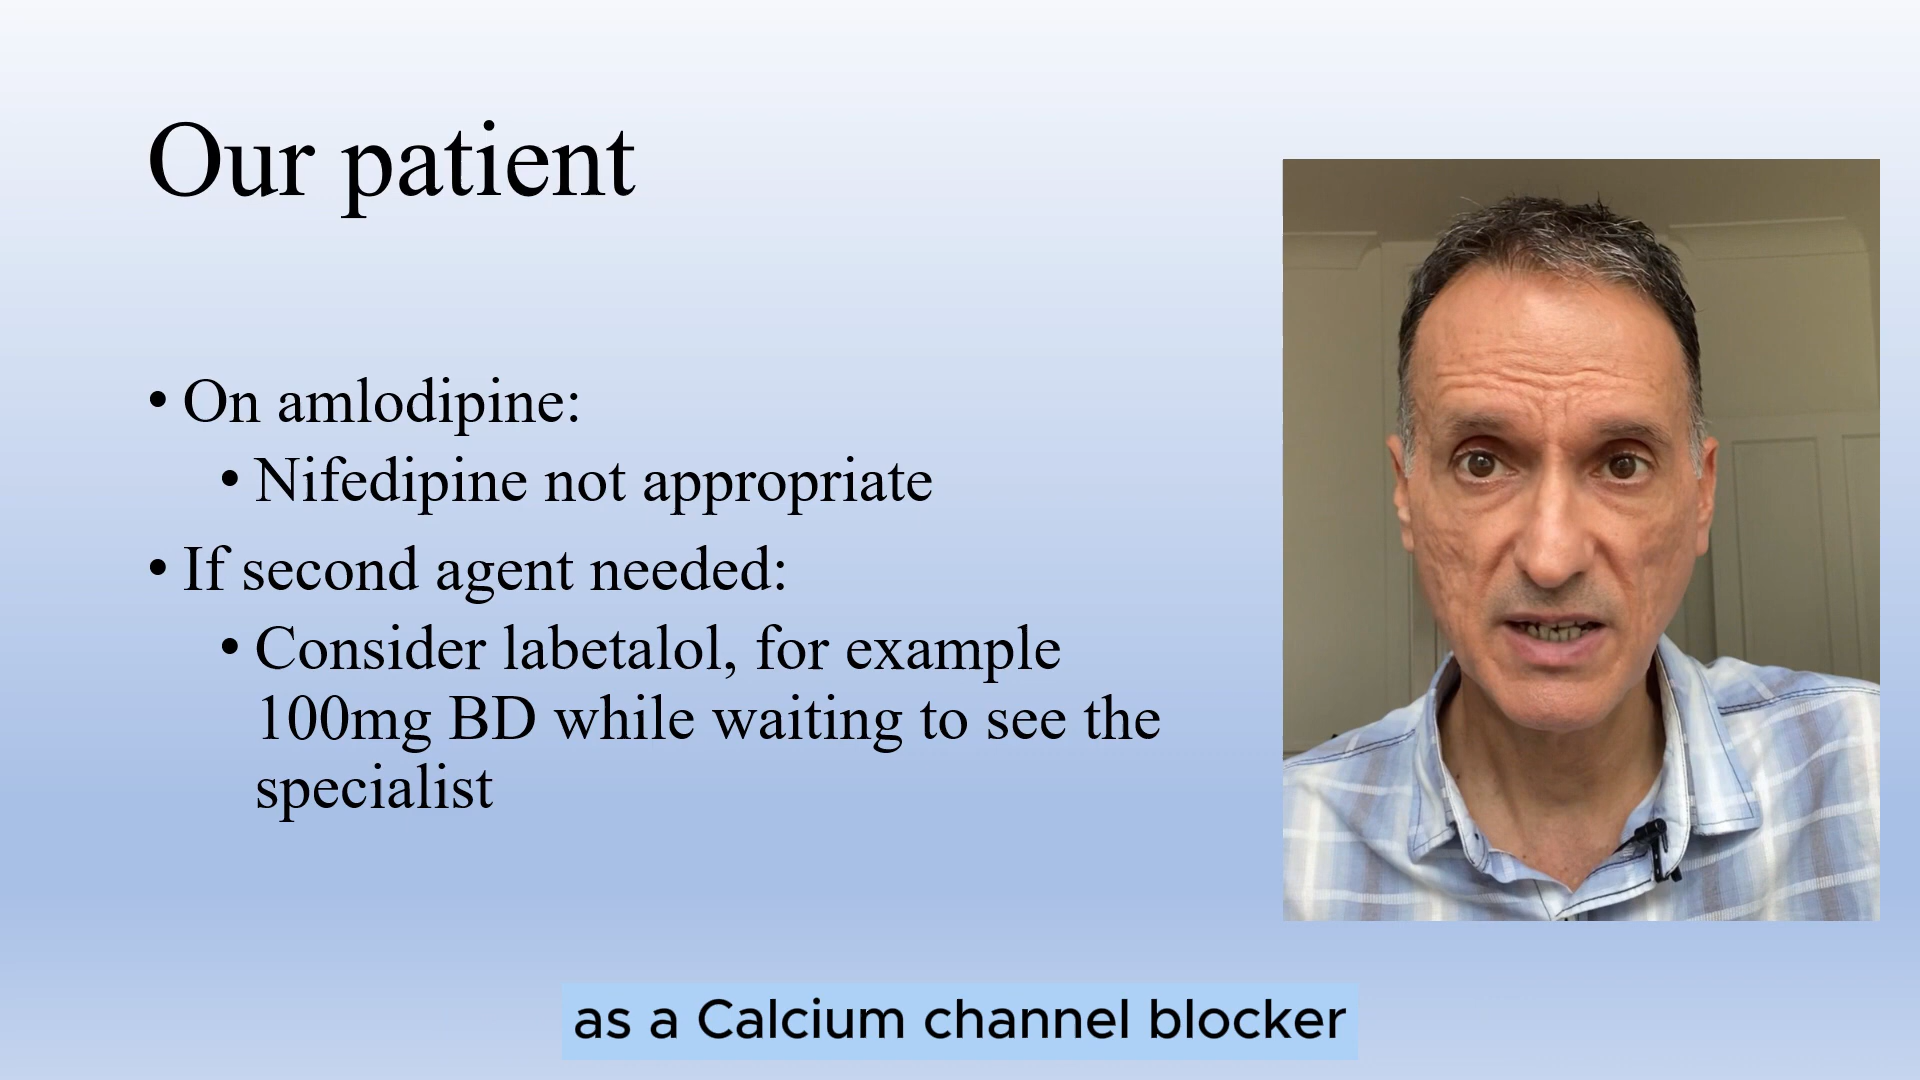 Our patient
• On amlodipine:
• Nifedipine not appropriate
• If second agent needed:
• Consider labetalol, for example
100mg BD while waiting to see the
specialist
as a Calcium channel blocker